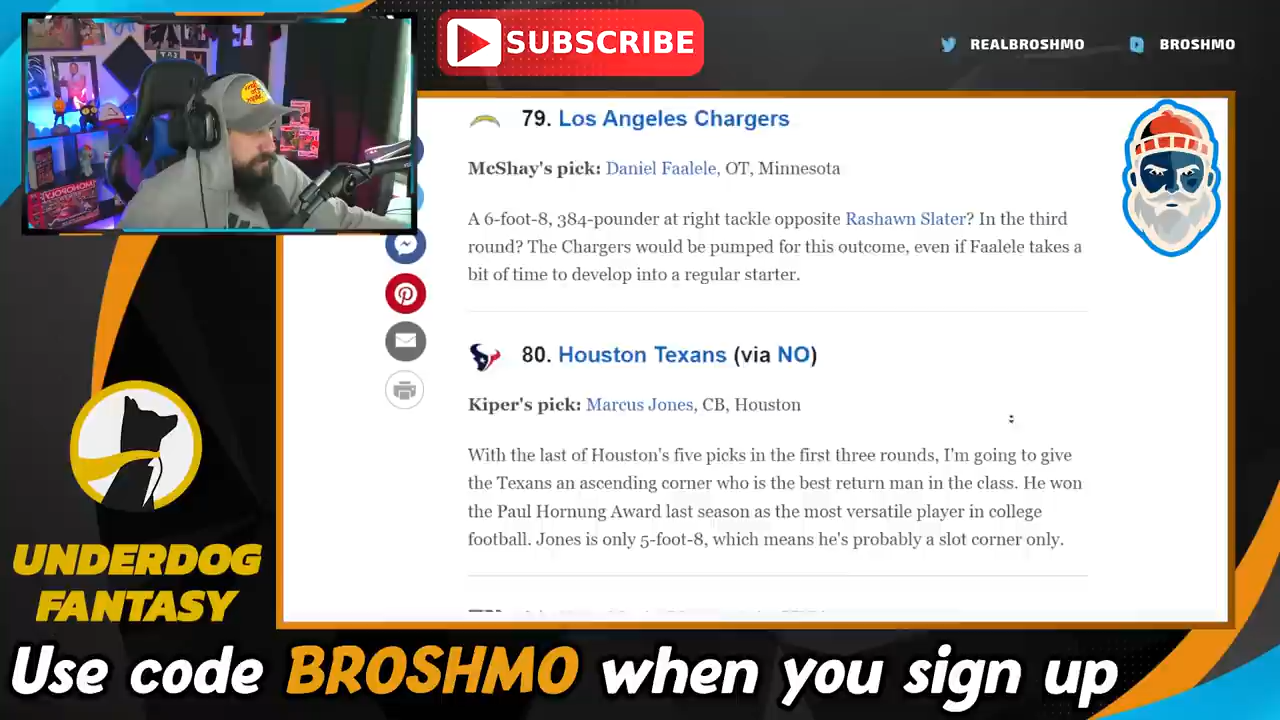 SUBSCRIBE
REALBROSHMO
BROSHMO
79. Los Angeles Chargers
McShay's pick: Daniel Faalele, OT, Minnesota
A 6-foot-8, 384-pounder at right tackle opposite Rashawn Slater? In the third
round? The Chargers would be pumped for this outcome, even if Faalele takes a
bit of time to develop into a regular starter.
80. Houston Texans (via NO)
Kiper's pick: Marcus Jones, CB, Houston
With the last of Houston's five picks in the first three rounds, I'm going to give
the Texans an ascending corner who is the best return man in the class. He won
the Paul Hornung Award last season as the most versatile player in college
football. Jones is only 5-foot-8, which means he's probably a slot corner only.
UNDERDOG
FANTASY
Use code BROSHMO when you sign up
MONOPOLY